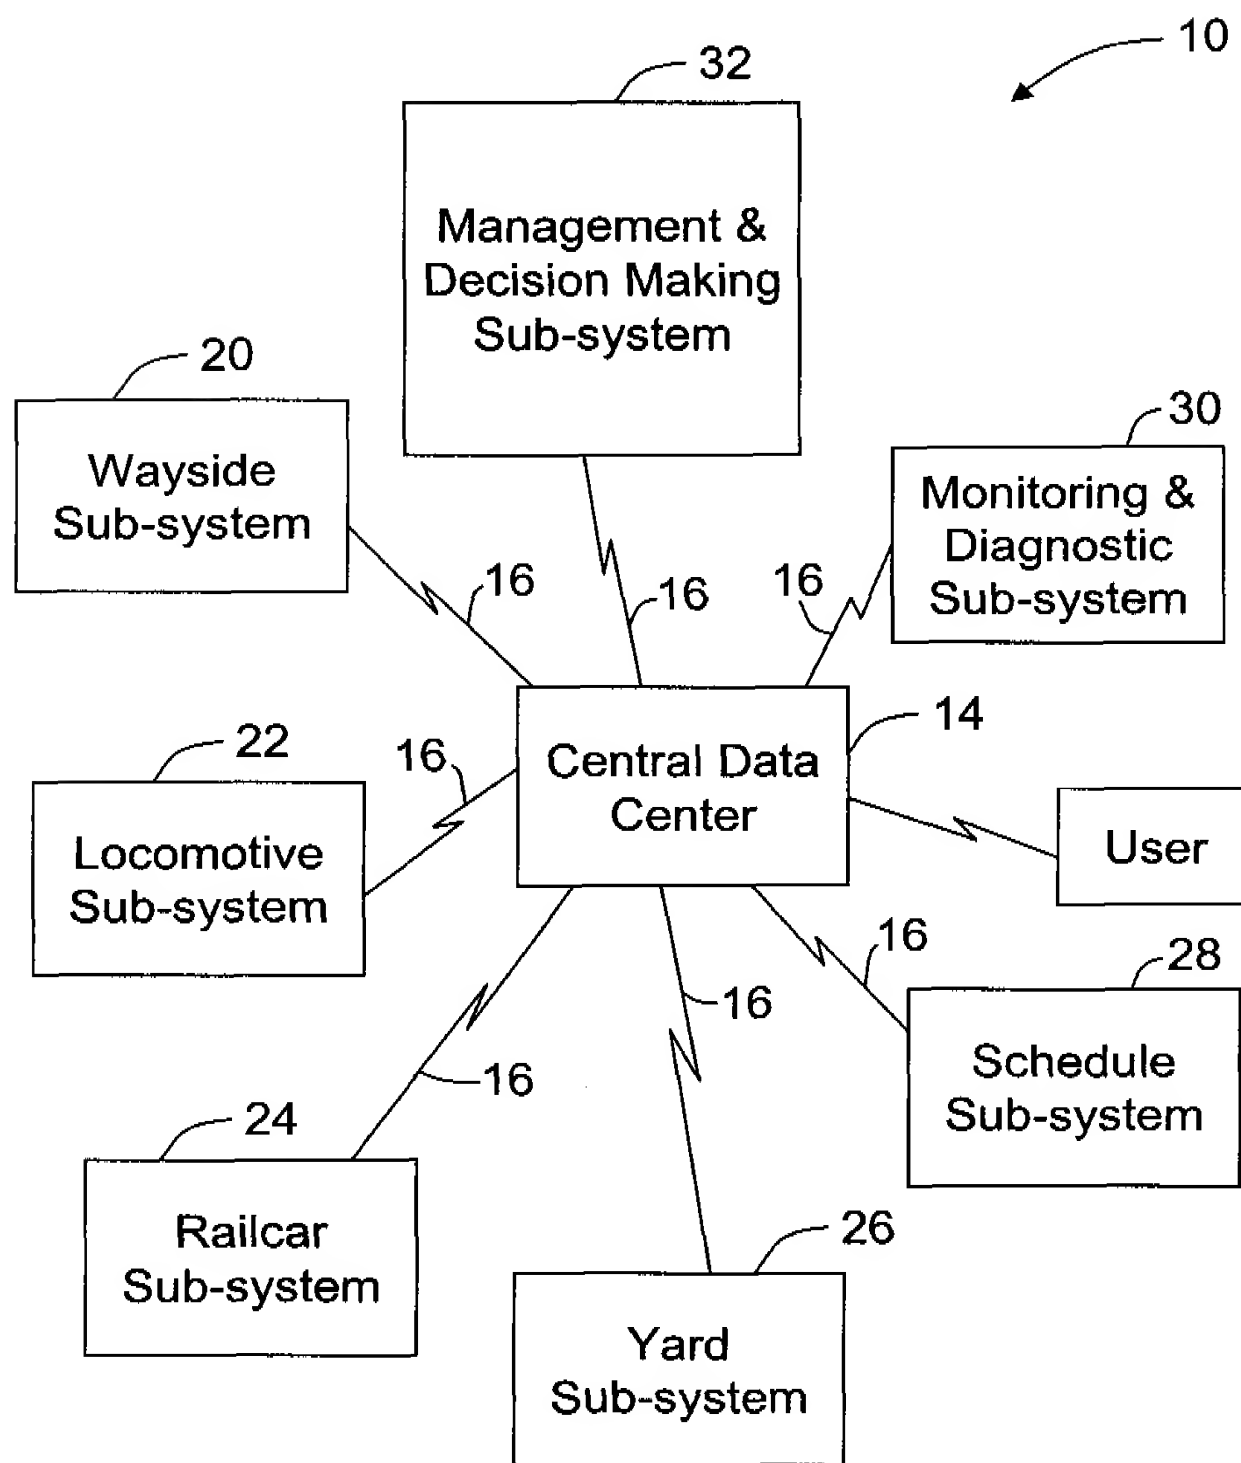 10
32
Management &
Decision Making
Sub-system
20
Wayside
Sub-system
30
Monitoring &
Diagnostic
Sub-system
16
16
16
14
Central Data
Center
22
16
Locomotive
Sub-system
User
16
28
Schedule
Sub-system
16
16
24
Railcar
Sub-system
26
Yard
Sub-system